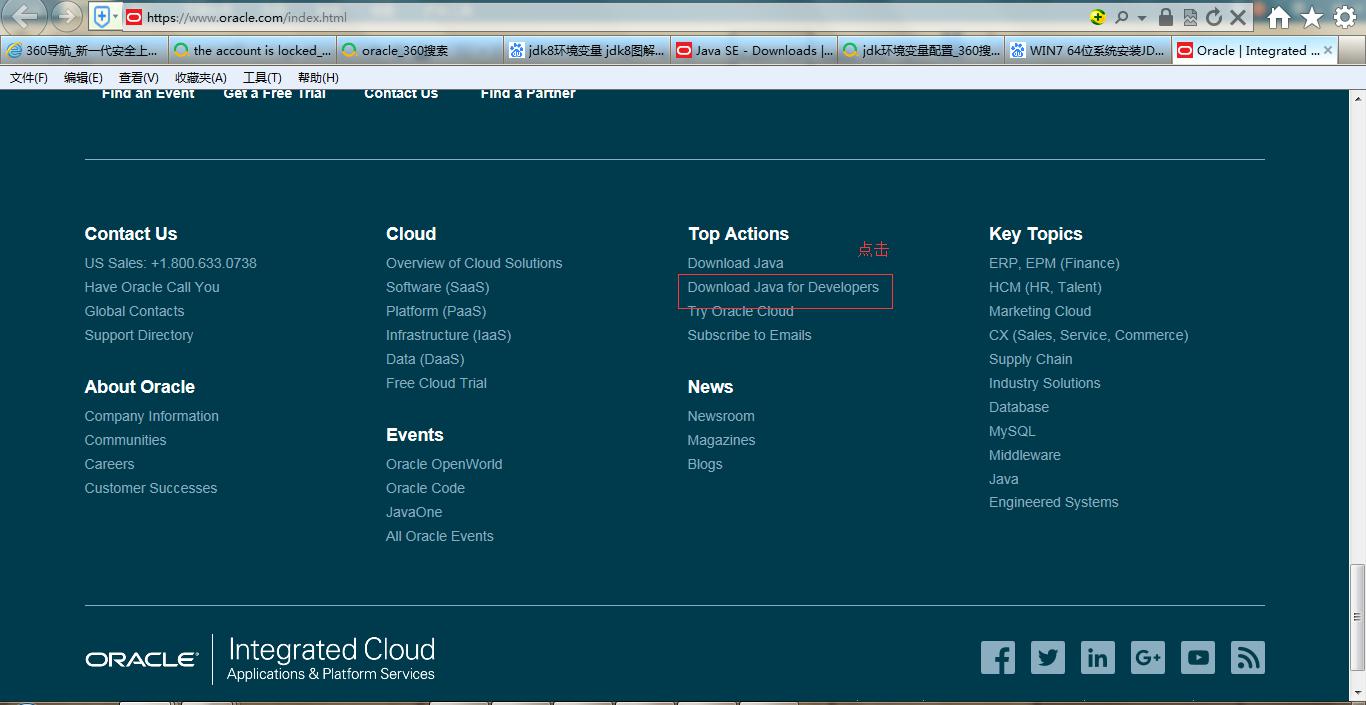 https://www.oracle.com/index.html
360导航_新一代安全上...
the account is locked_...
oracle_360搜索
jdk8环境变量 jdk8图解...
Java SE - Downloads |...
jdk环境变量配置_360搜...
WIN7 64位系统安装JD...
Oracle | Integrated ...
文件(F) 编辑(E) 查看(V) 收藏夹(A) 工具(T) 帮助(H)
Find an Event Get a Free Trial Contact Us Find a Partner
Contact Us
US Sales: +1.800.633.0738
Have Oracle Call You
Global Contacts
Support Directory
About Oracle
Company Information
Communities
Careers
Customer Successes
Cloud
Overview of Cloud Solutions
Software (SaaS)
Platform (PaaS)
Infrastructure (IaaS)
Data (DaaS)
Free Cloud Trial
Events
Oracle OpenWorld
Oracle Code
JavaOne
All Oracle Events
Top Actions
点击
Download Java
Download Java for Developers
Try Oracle Cloud
Subscribe to Emails
News
Newsroom
Magazines
Blogs
Key Topics
ERP, EPM (Finance)
HCM (HR, Talent)
Marketing Cloud
CX (Sales, Service, Commerce)
Supply Chain
Industry Solutions
Database
MySQL
Middleware
Java
Engineered Systems
ORACLE
Integrated Cloud
Applications & Platform Services